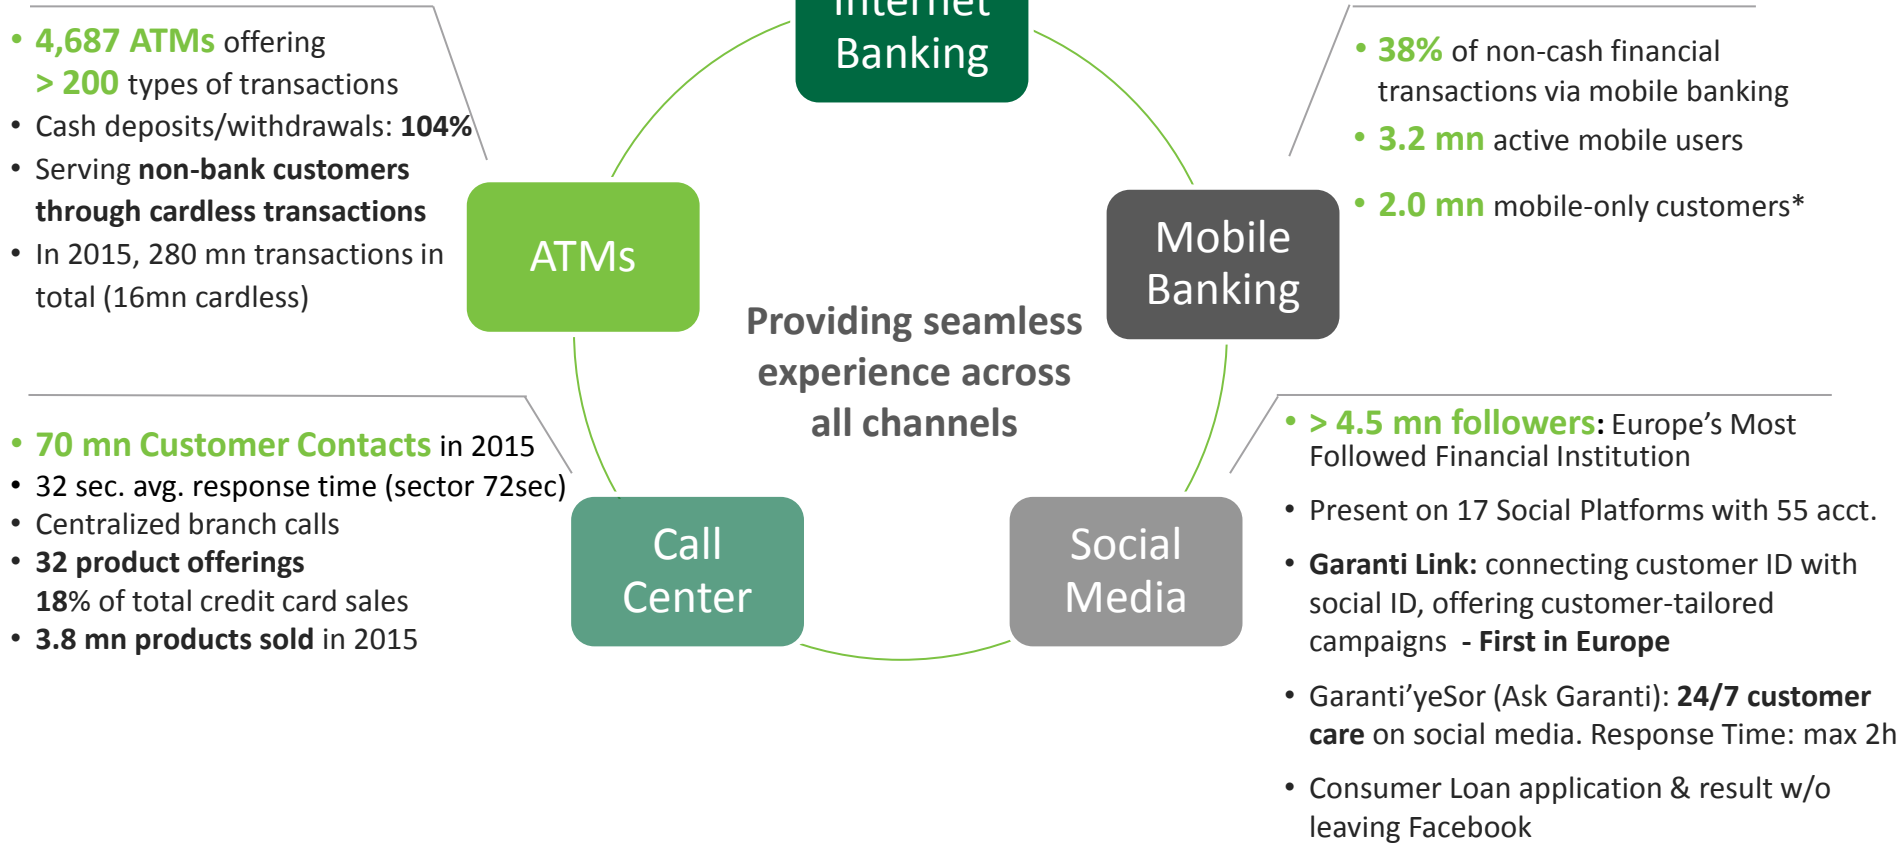 Internet
Banking
• 4,687 ATMs offering
> 200 types of transactions
• Cash deposits/withdrawals: 104%
• Serving non-bank customers
through cardless transactions
• In 2015, 280 mn transactions in
total (16mn cardless)
ATMs
• 38% of non-cash financial
transactions via mobile banking
• 3.2 mn active mobile users
• 2.0 mn mobile-only customers*
Mobile
Banking
Providing seamless
experience across
all channels
• 70 mn Customer Contacts in 2015
• 32 sec. avg. response time (sector 72sec)
• Centralized branch calls
• 32 product offerings
18% of total credit card sales
• 3.8 mn products sold in 2015
Call
Center
Social
Media
• > 4.5 mn followers: Europe's Most
Followed Financial Institution
• Present on 17 Social Platforms with 55 acct.
• Garanti Link: connecting customer ID with
social ID, offering customer-tailored
campaigns - First in Europe
• Garanti'yeSor (Ask Garanti): 24/7 customer
care on social media. Response Time: max 2h
• Consumer Loan application & result w/o
leaving Facebook